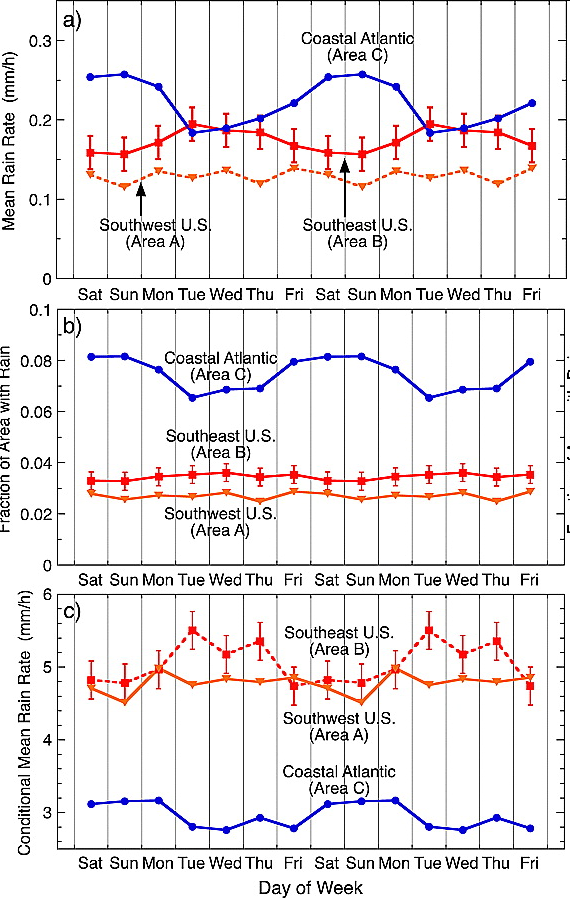 a)
Mean Rain Rate (mm/h)
0.3
0.2
0.1
0
Coastal Atlantic
(Area C)
Southwest U.S.
(Area A)
Southeast U.S.
(Area B)
Sat Sun Mon Tue Wed Thu Fri Sat Sun Mon Tue Wed Thu Fri
b)
Fraction of Area with Rain
0.1
0.08
0.06
0.04
0.02
0
Coastal Atlantic
(Area C)
Southeast U.S.
(Area B)
Southwest U.S.
(Area A)
Sat Sun Mon Tue Wed Thu Fri Sat Sun Mon Tue Wed Thu Fri
c)
Conditional Mean Rain Rate (mm/h)
6
5
4
3
Southeast U.S.
(Area B)
Southwest U.S.
(Area A)
Coastal Atlantic
(Area C)
Sat Sun Mon Tue Wed Thu Fri Sat Sun Mon Tue Wed Thu Fri
Day of Week